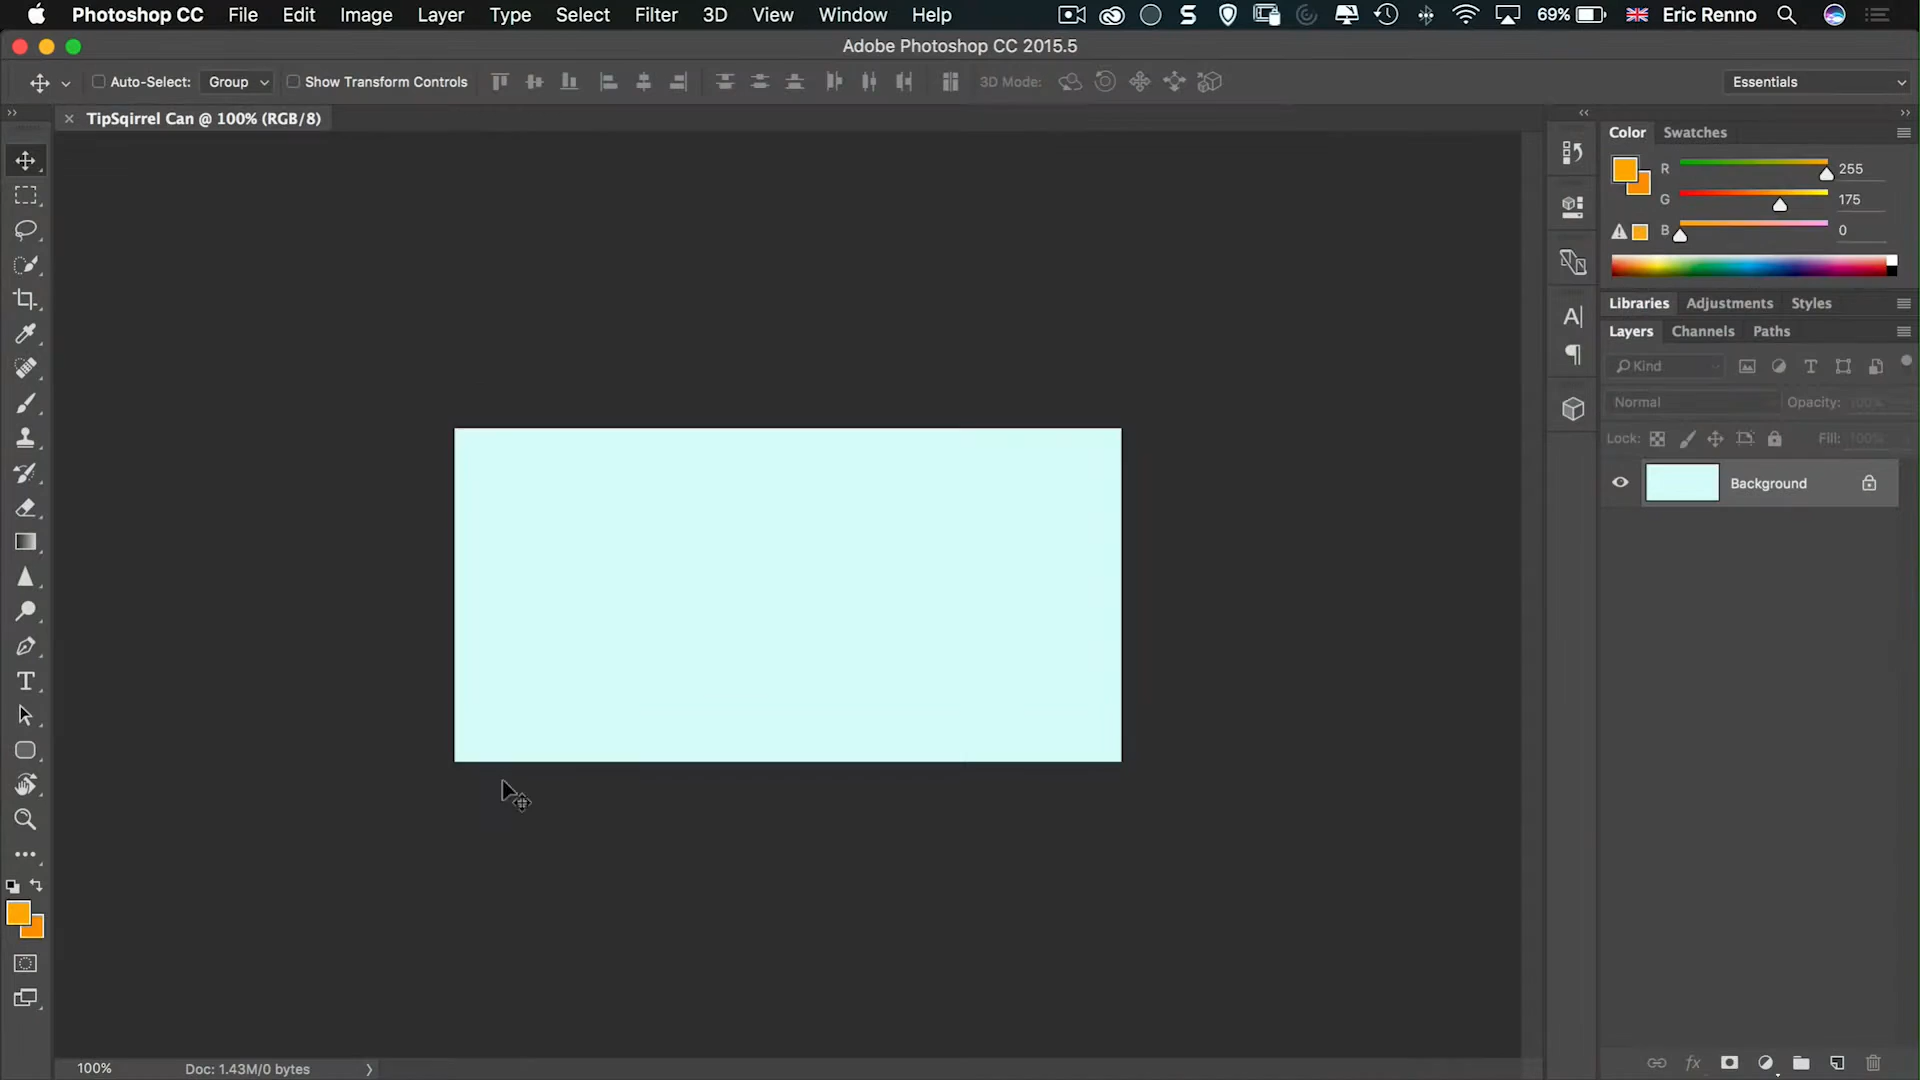 Photoshop CC File Edit Image Layer Type Select Filter 3D View Window Help 69% Eric Renno
Adobe Photoshop CC 2015.5
Auto-Select: Group Show Transform Controls 3D Mode: Essentials
TipSqirrel Can @ 100% (RGB/8)
Color Swatches
R 255
G 175
B 0
Libraries Adjustments Styles
Layers Channels Paths
Kind
Normal Opacity: 100%
Lock: Fill: 100%
Background
100% Doc: 1.43M/0 bytes